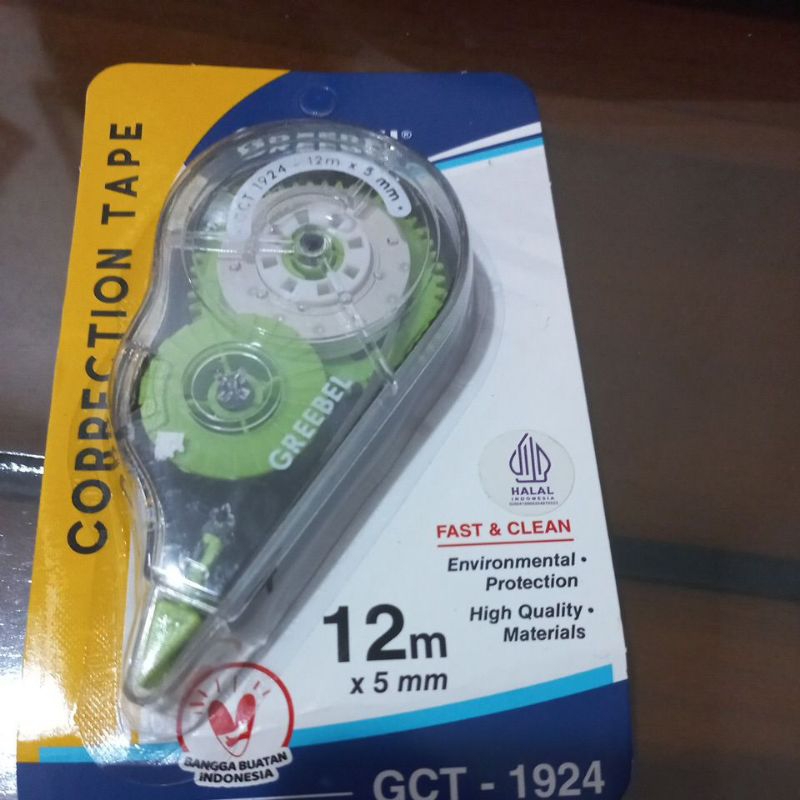 CORRECTION TAPE
GREEBEL®
GCT 1924 - 12m x 5 mm •
GREEBEL
HALAL
INDONESIA
FAST & CLEAN
Environmental •
Protection
High Quality •
Materials
12m
x 5 mm
BANGGA BUATAN
INDONESIA
GCT - 1924